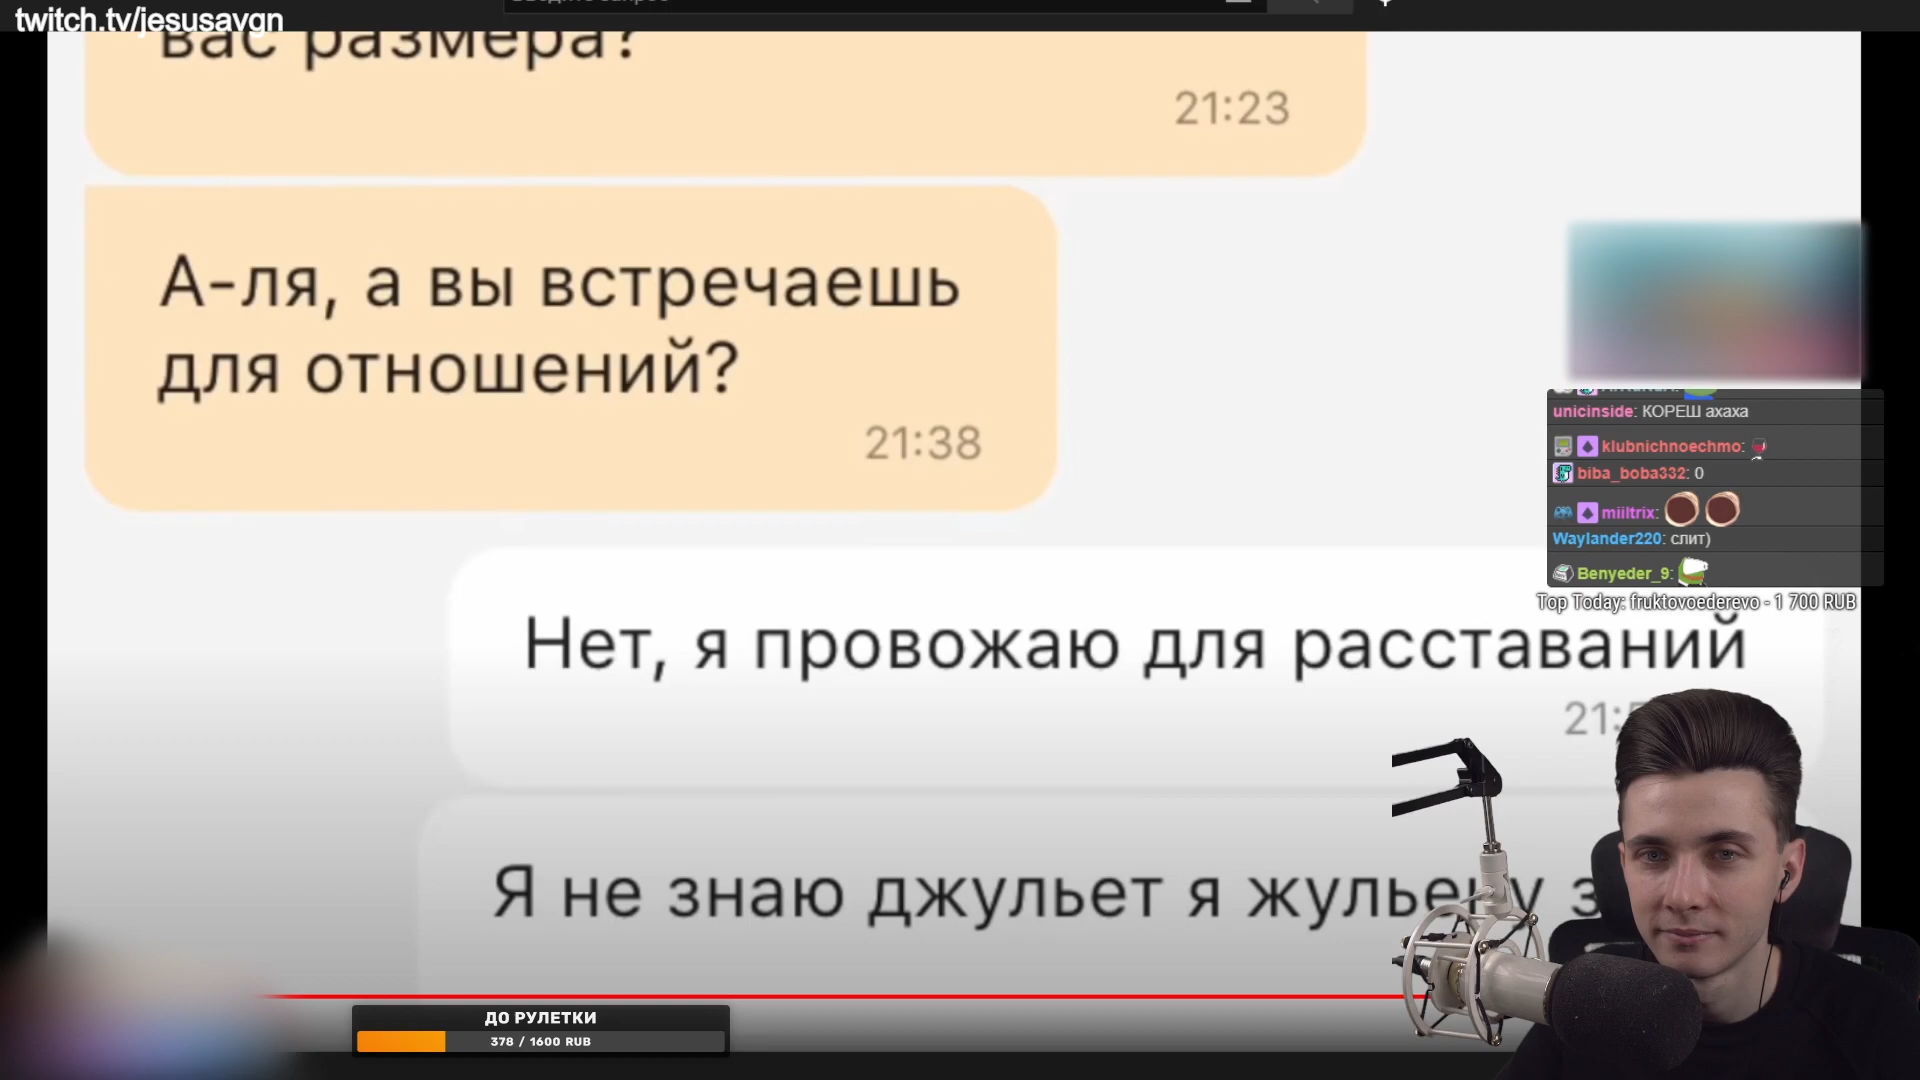 twitch.tv/jesusavgn
вас размера?
21:23
А-ля, а вы встречаешь
для отношений?
21:38
unicinside: КОРЕШ ахаха
klubnichnoechmo:
biba_boba332: 0
miiltrix:
Waylander220: слит)
Benyeder_9:
Top Today: fruktovoederevo - 1 700 RUB
Нет, я провожаю для расставаний
Я не знаю джульет я жульену
ДО РУЛЕТКИ
378 / 1600 RUB